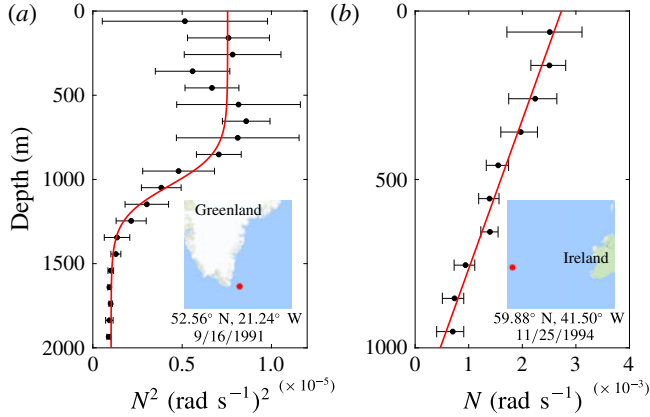 (a)
0
500
1000
1500
2000
Depth (m)
Greenland
52.56° N, 21.24° W
9/16/1991
0
0.5
1.0
(× 10⁻⁵)
N² (rad s⁻¹)²
(b)
0
500
1000
Ireland
59.88° N, 41.50° W
11/25/1994
0
1
2
3
4
(× 10⁻³)
N (rad s⁻¹)